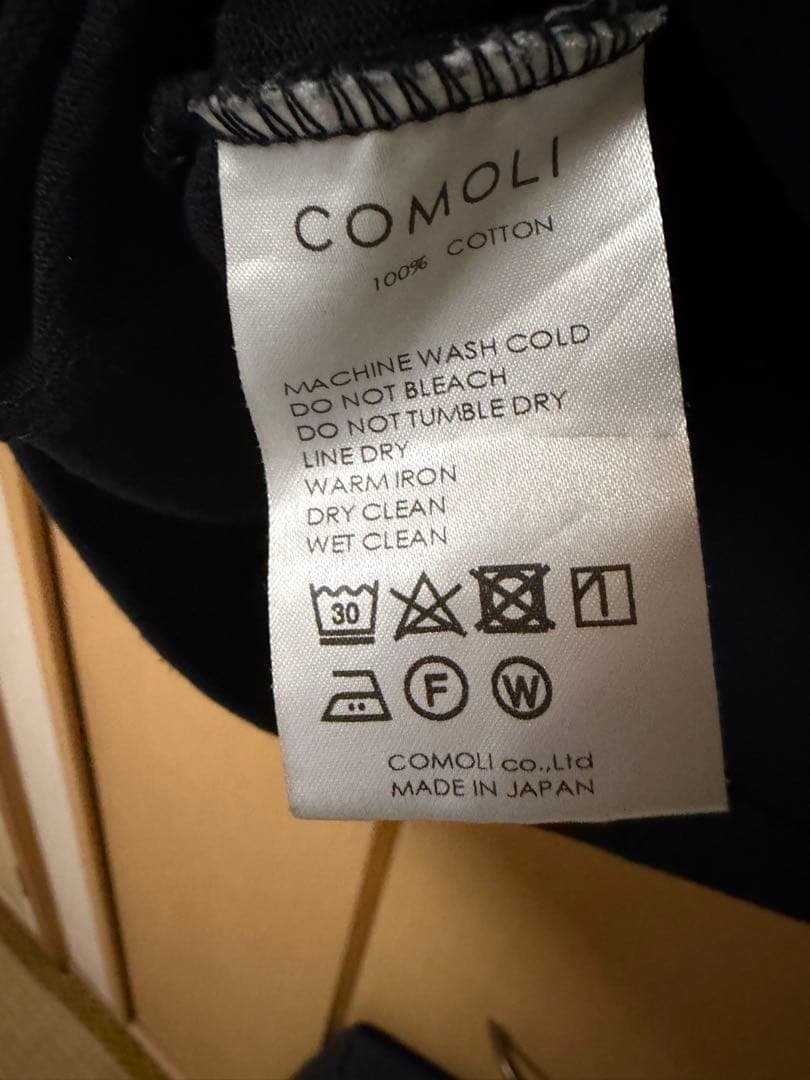 COMOLI
100% COTTON
MACHINE WASH COLD
DO NOT BLEACH
DO NOT TUMBLE DRY
LINE DRY
WARM IRON
DRY CLEAN
WET CLEAN
30
F W
COMOLI co.,Ltd
MADE IN JAPAN